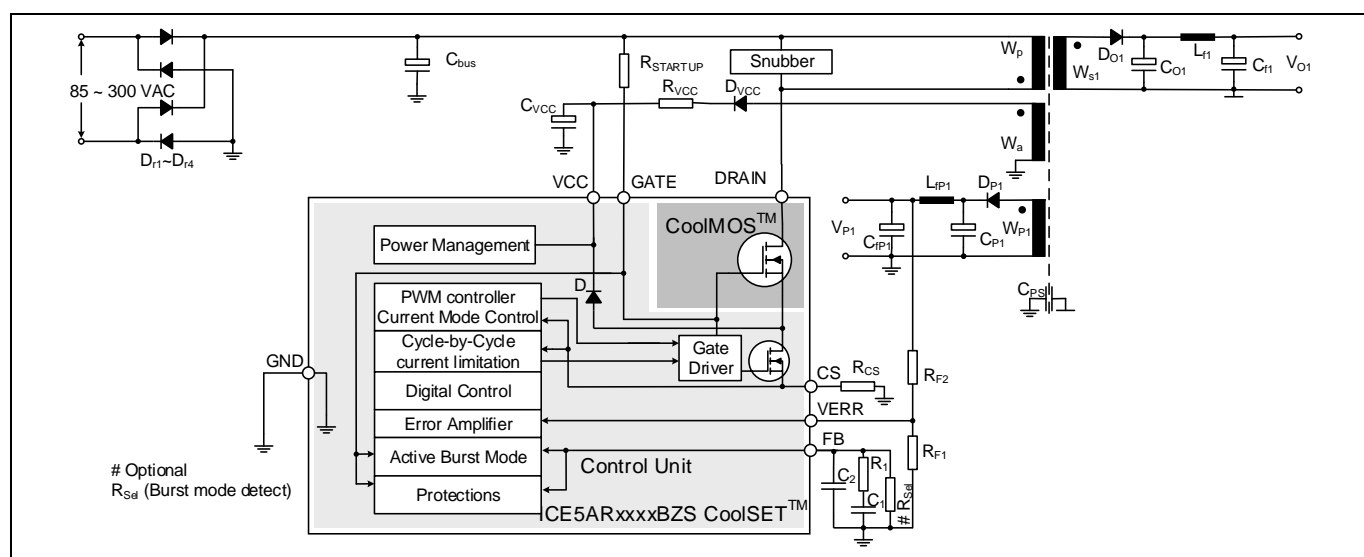 85 ~ 300 VAC
Dr1~Dr4
Cbus
RSTARTUP
Snubber
Wp
Ws1
DO1
CO1
Lf1
Cf1
VO1
CVCC
RVCC
DVCC
Wa
VCC
GATE
DRAIN
LfP1
DP1
VP1
CfP1
CP1
WP1
CPS
CoolMOS™
Power Management
D
PWM controller
Current Mode Control
Cycle-by-Cycle
current limitation
Gate
Driver
GND
Digital Control
CS
RCS
RF2
Error Amplifier
VERR
FB
Active Burst Mode
Control Unit
Protections
C2
R1
C1
# RSel
RF1
# Optional
RSel (Burst mode detect)
ICE5ARxxxxBZS CoolSET™